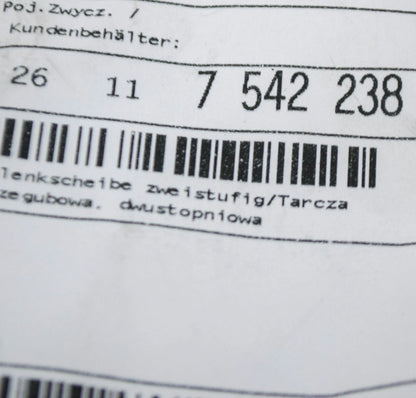 Poj.Zwycz. /
Kundenbehälter:
26 11 7 542 238
lenkscheibe zweistufig/Tarcza
zegubowa. dwustopniowa